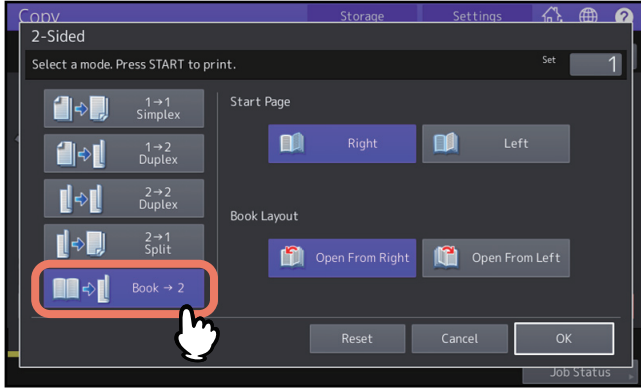 Copy
Storage
Settings
2-Sided
Select a mode. Press START to print.
Set
1
1→1
Simplex
1→2
Duplex
2→2
Duplex
2→1
Split
Book → 2
Start Page
Right
Left
Book Layout
Open From Right
Open From Left
Reset
Cancel
OK
Job Status